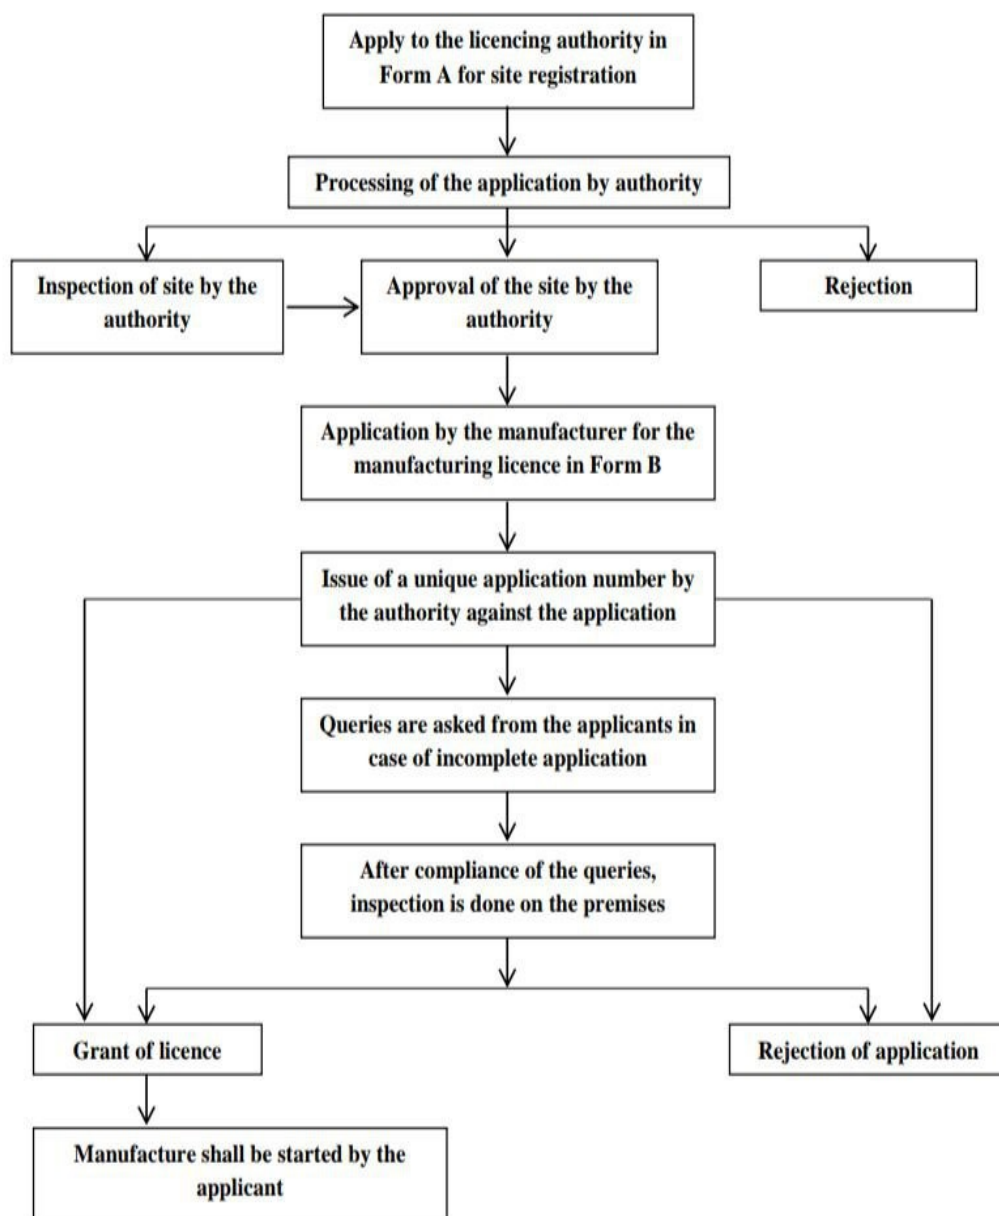 Apply to the licencing authority in
Form A for site registration
Processing of the application by authority
Inspection of site by the
authority
Approval of the site by the
authority
Rejection
Application by the manufacturer for the
manufacturing licence in Form B
Issue of a unique application number by
the authority against the application
Queries are asked from the applicants in
case of incomplete application
After compliance of the queries,
inspection is done on the premises
Grant of licence
Rejection of application
Manufacture shall be started by the
applicant